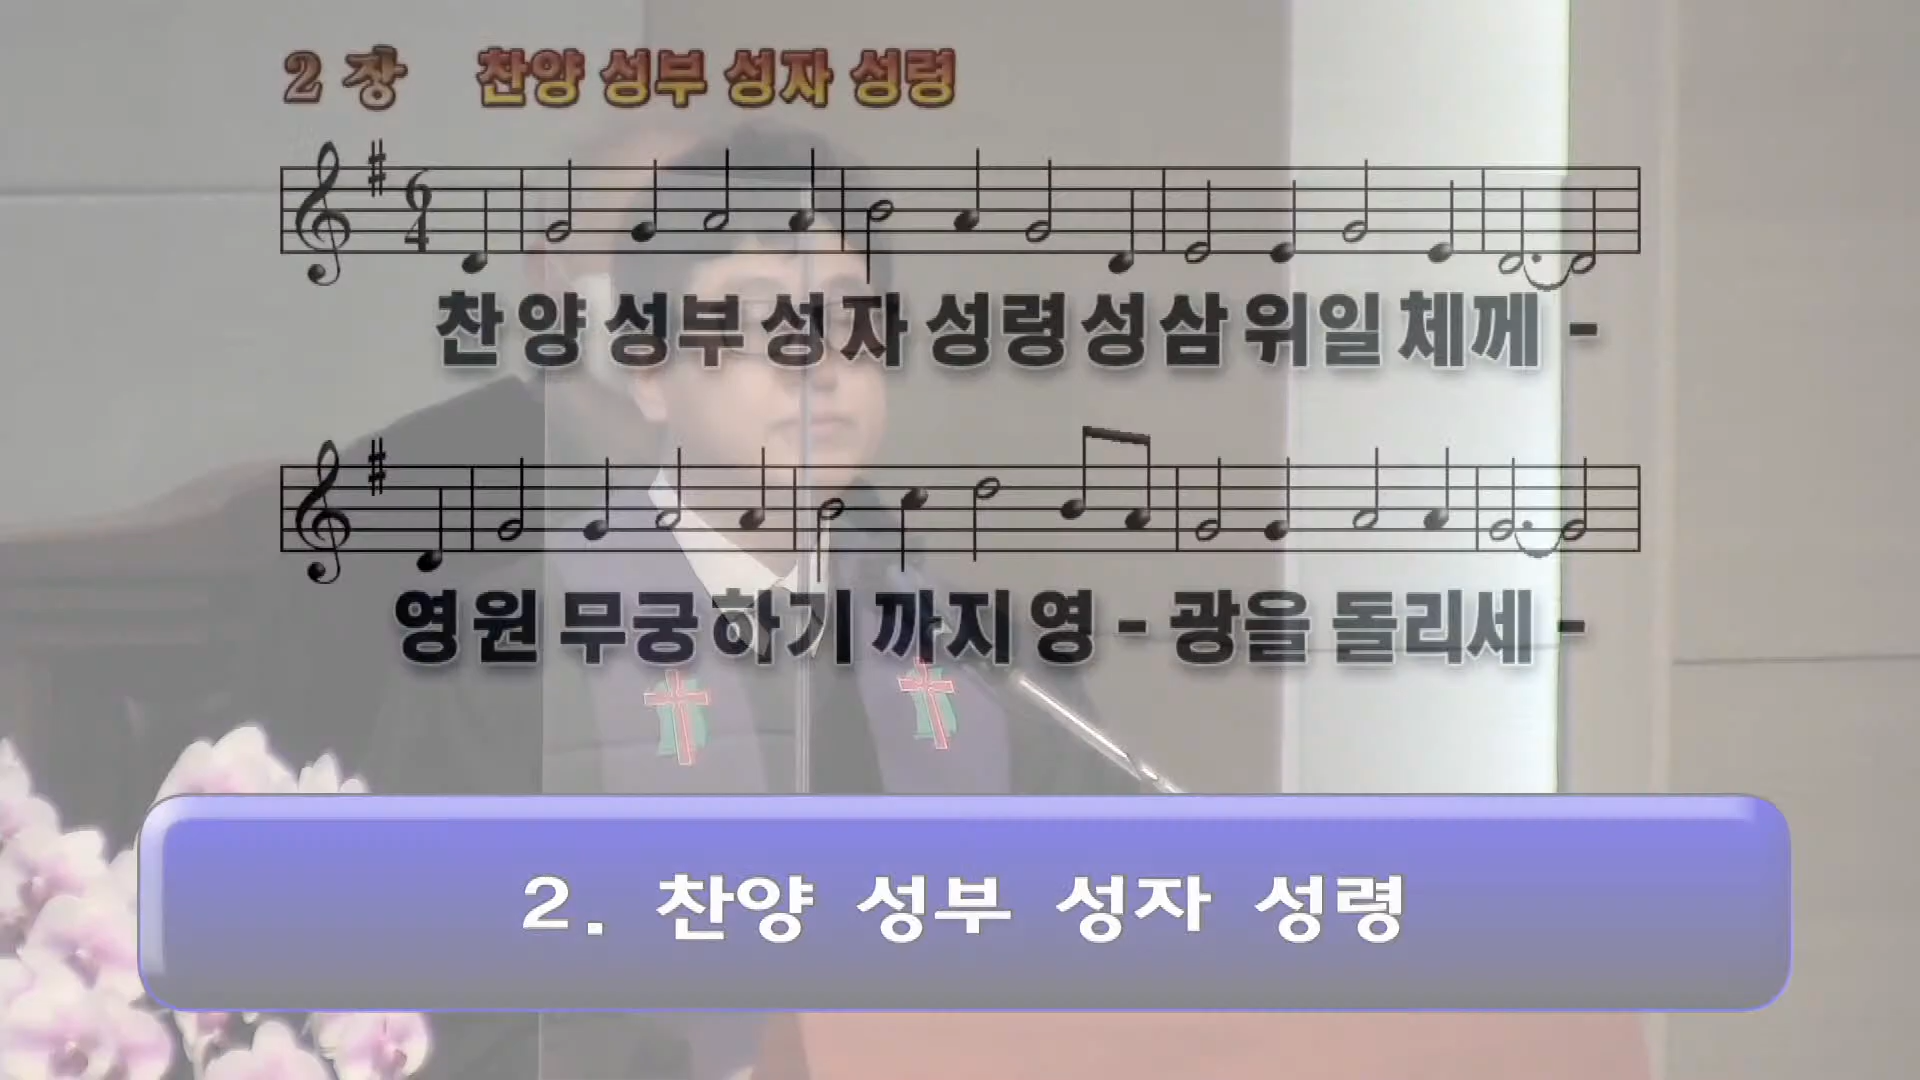 2 장 찬양 성부 성자 성령
6
4
찬양 성부 성자 성령 성삼 위일 체께 -
영원 무궁하기 까지 영 - 광을 돌리세 -
2. 찬양 성부 성자 성령